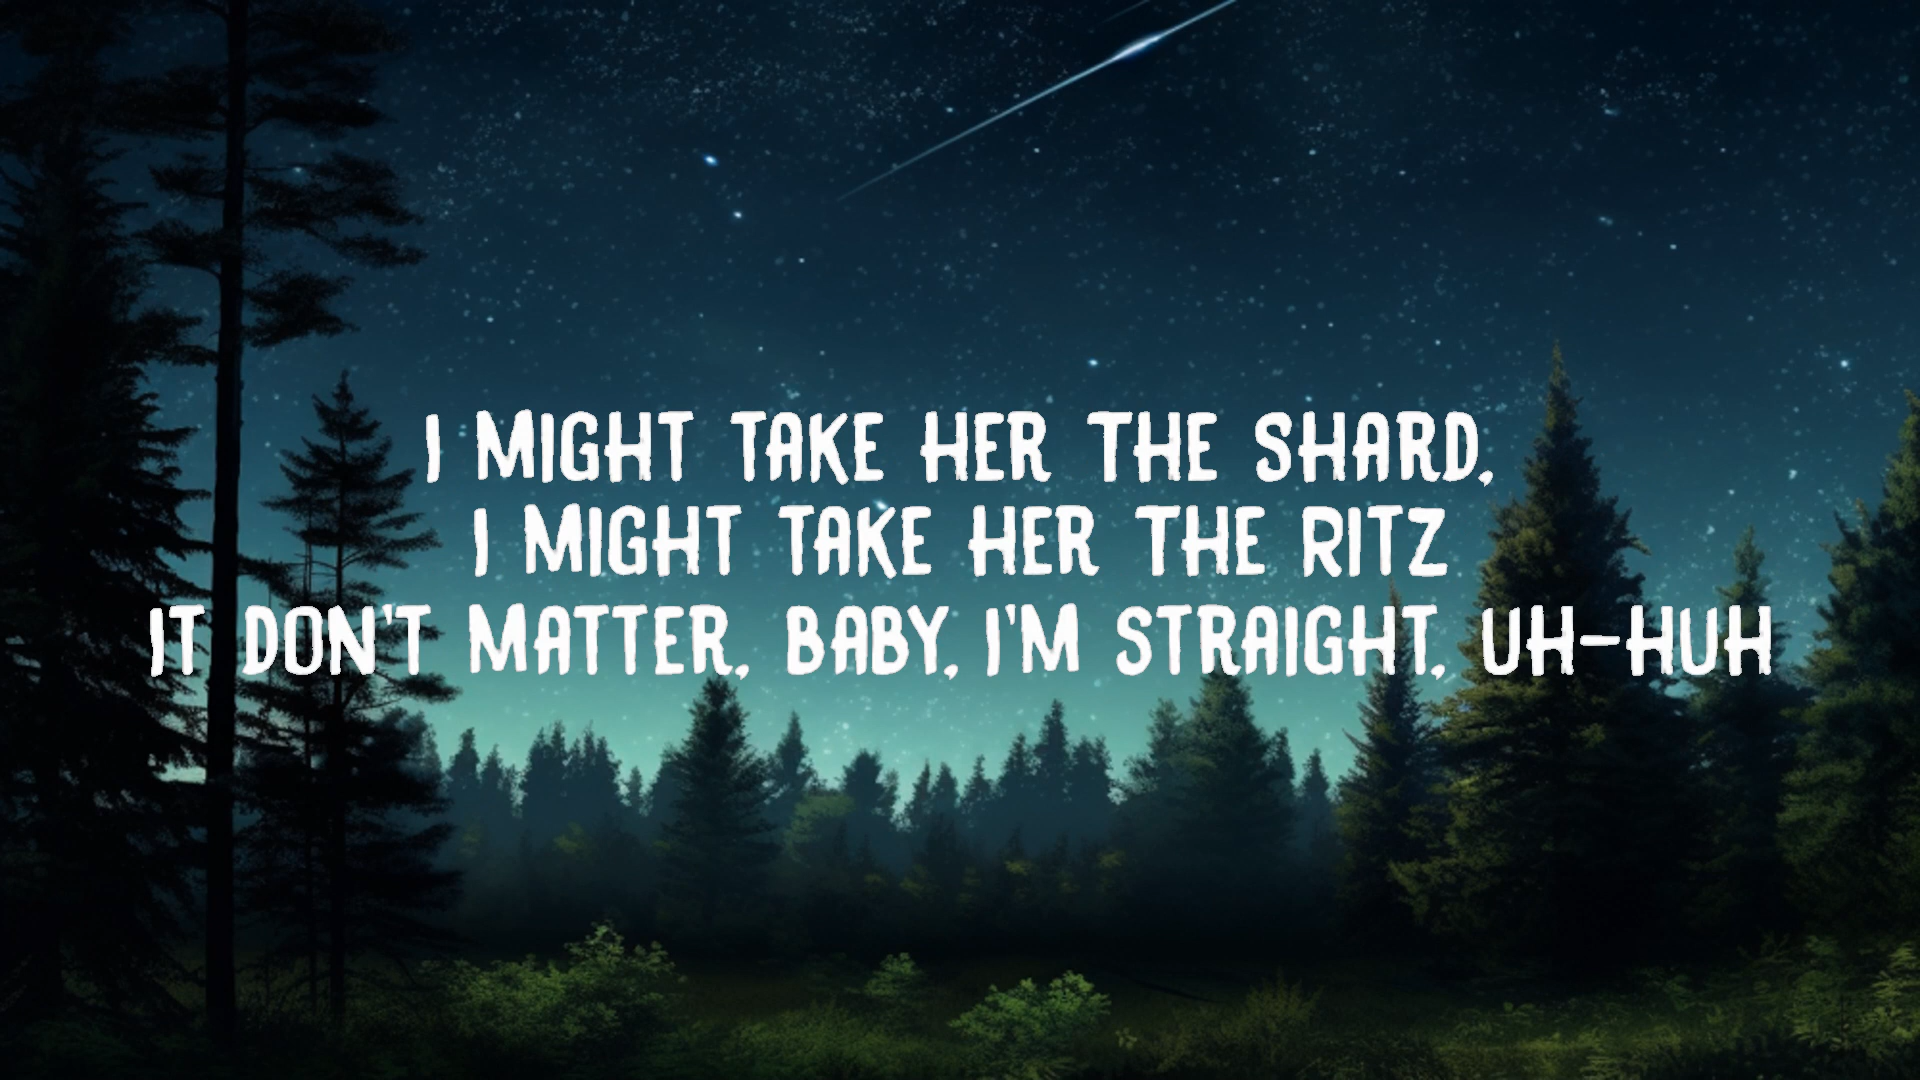 I MIGHT TAKE HER THE SHARD,
I MIGHT TAKE HER THE RITZ
IT DON'T MATTER, BABY, I'M STRAIGHT, UH-HUH